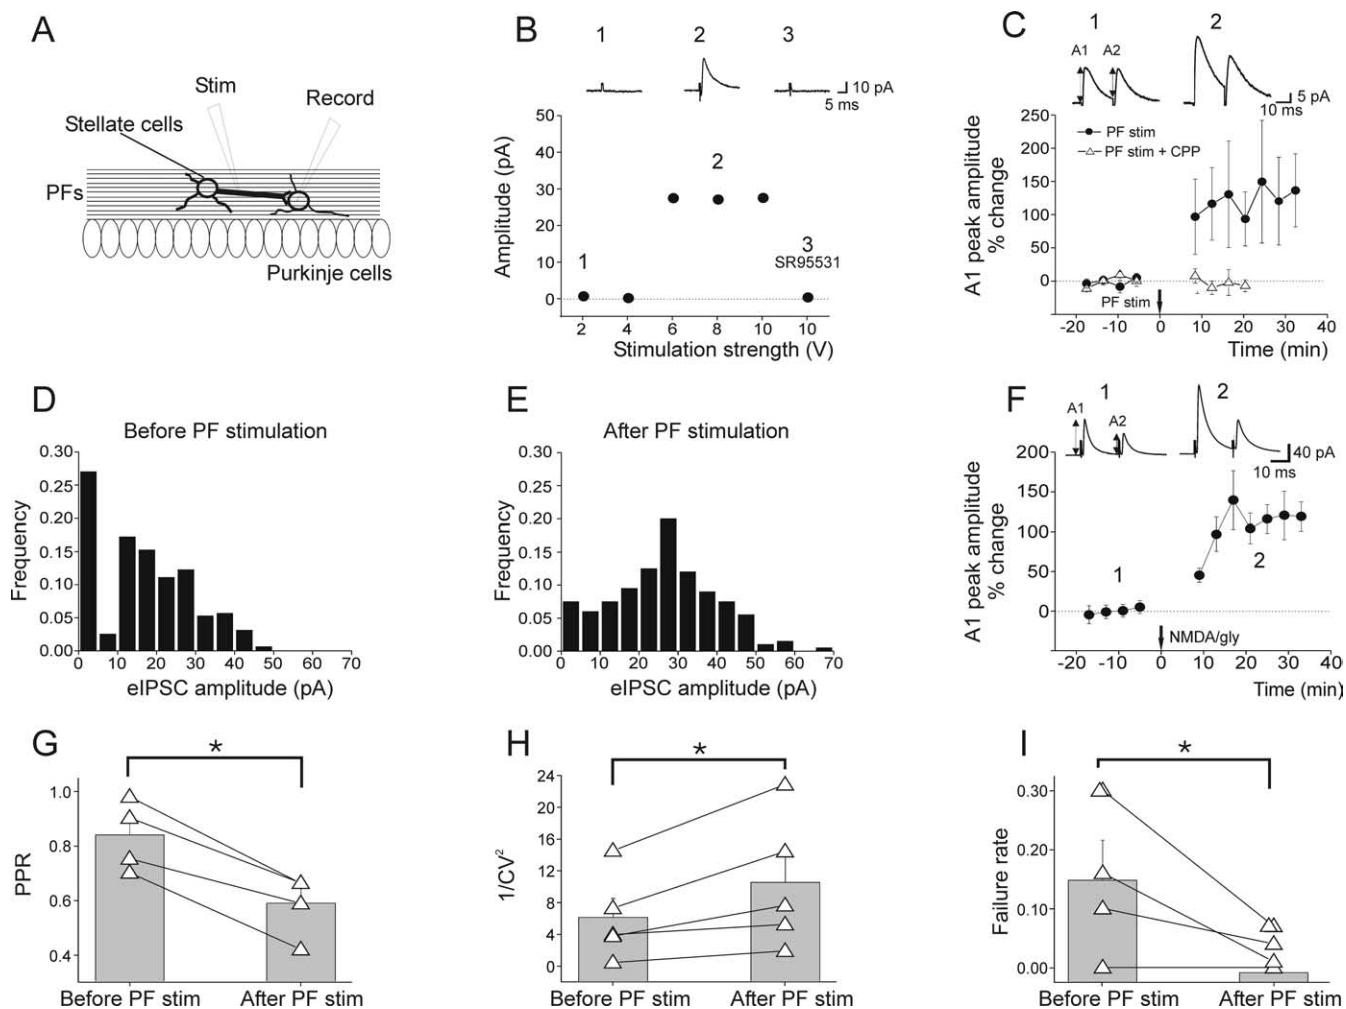 A
Stim
Record
Stellate cells
PFs
Purkinje cells
B
1
2
3
10 pA
5 ms
Amplitude (pA)
50
40
30
20
10
0
2
1
3
SR95531
2
4
6
8
10
10
Stimulation strength (V)
C
1
2
A1
A2
5 pA
10 ms
A1 peak amplitude
% change
250
200
150
100
50
0
PF stim
PF stim + CPP
PF stim
-20
-10
0
10
20
30
40
Time (min)
D
Before PF stimulation
Frequency
0.30
0.25
0.20
0.15
0.10
0.05
0.00
0
10
20
30
40
50
60
70
eIPSC amplitude (pA)
E
After PF stimulation
Frequency
0.30
0.25
0.20
0.15
0.10
0.05
0.00
0
10
20
30
40
50
60
70
eIPSC amplitude (pA)
F
1
2
A1
A2
40 pA
10 ms
A1 peak amplitude
% change
200
150
100
50
0
1
2
NMDA/gly
-20
-10
0
10
20
30
40
Time (min)
G
*
PPR
1.0
0.8
0.6
0.4
Before PF stim
After PF stim
H
*
1/CV²
24
20
16
12
8
4
0
Before PF stim
After PF stim
I
*
Failure rate
0.30
0.20
0.10
0.00
Before PF stim
After PF stim